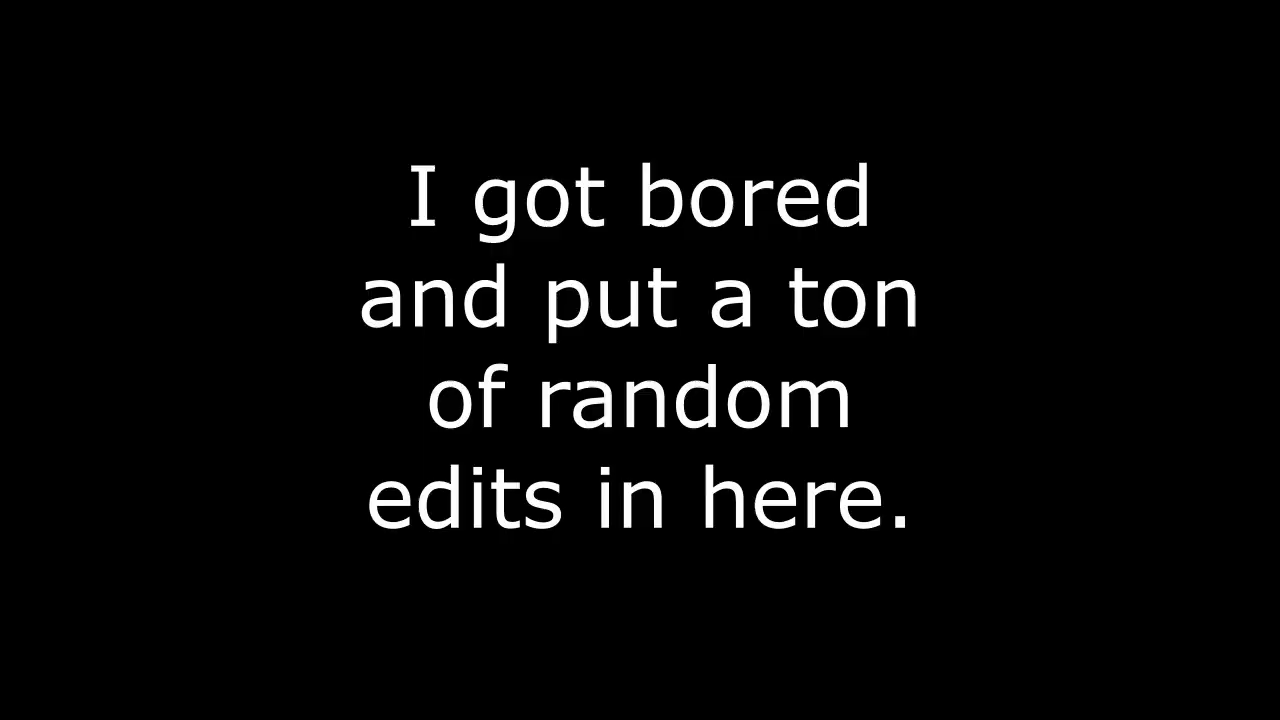 I got bored
and put a ton
of random
edits in here.